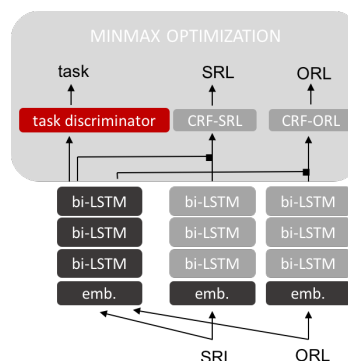 MINMAX OPTIMIZATION
task SRL ORL
task discriminator CRF-SRL CRF-ORL
bi-LSTM bi-LSTM bi-LSTM
bi-LSTM bi-LSTM bi-LSTM
bi-LSTM bi-LSTM bi-LSTM
emb. emb. emb.
SRL ORL